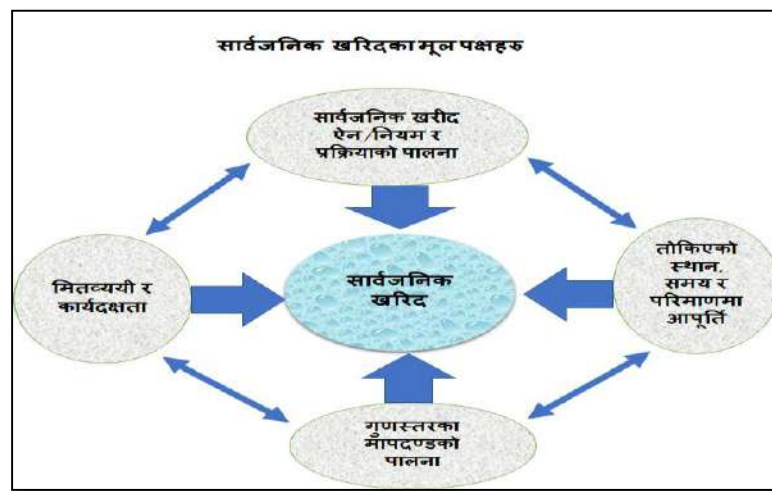 सार्वजनिक खरिदका मूल पक्षहरु
सार्वजनिक खरीद
ऐन /नियम र
प्रक्रियाको पालना
मितव्ययी र
कार्यदक्षता
सार्वजनिक
खरिद
तोकिएको
स्थान,
समय र
परिमाणमा
आपूर्ति
गुणस्तरका
मापदण्डको
पालना